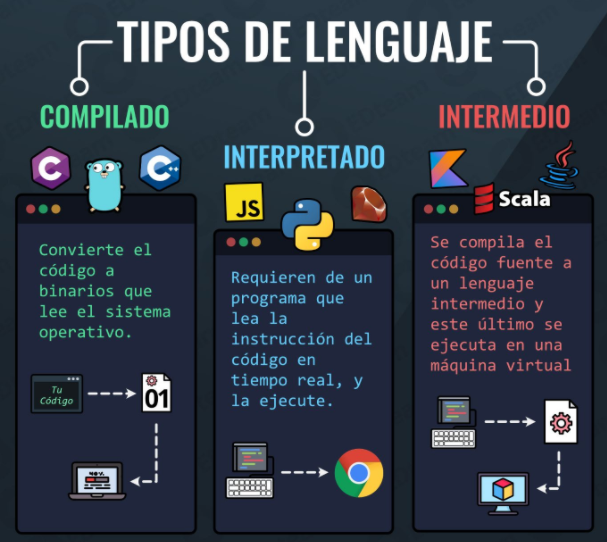 TIPOS DE LENGUAJE
COMPILADO
C
C++
Convierte el
código a
binarios que
lee el sistema
operativo.
Tu
Código
01
INTERPRETADO
JS
Requieren de un
programa que
lea la
instrucción del
código en
tiempo real, y
la ejecute.
INTERMEDIO
Scala
Se compila el
código fuente a
un lenguaje
intermedio y
este último se
ejecuta en una
máquina virtual